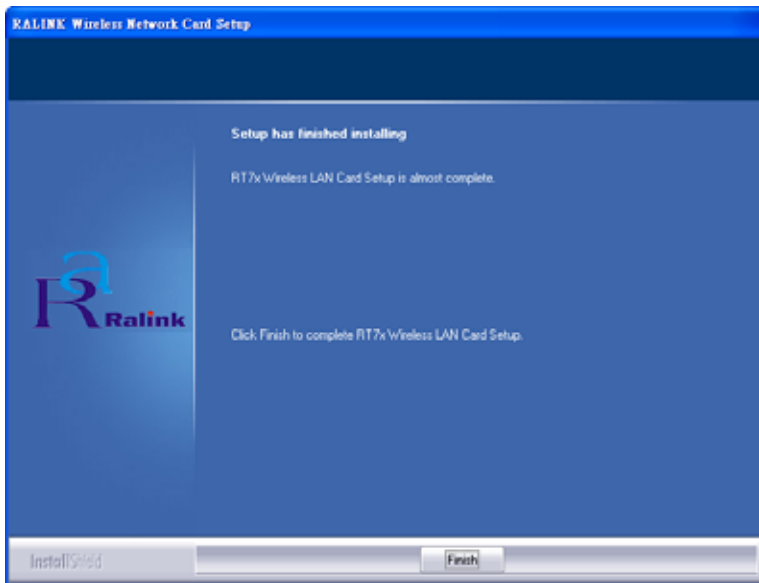 RALINK Wireless Network Card Setup
Setup has finished installing
RT7x Wireless LAN Card Setup is almost complete.
Ralink
Click Finish to complete RT7x Wireless LAN Card Setup.
InstallShield
Finish